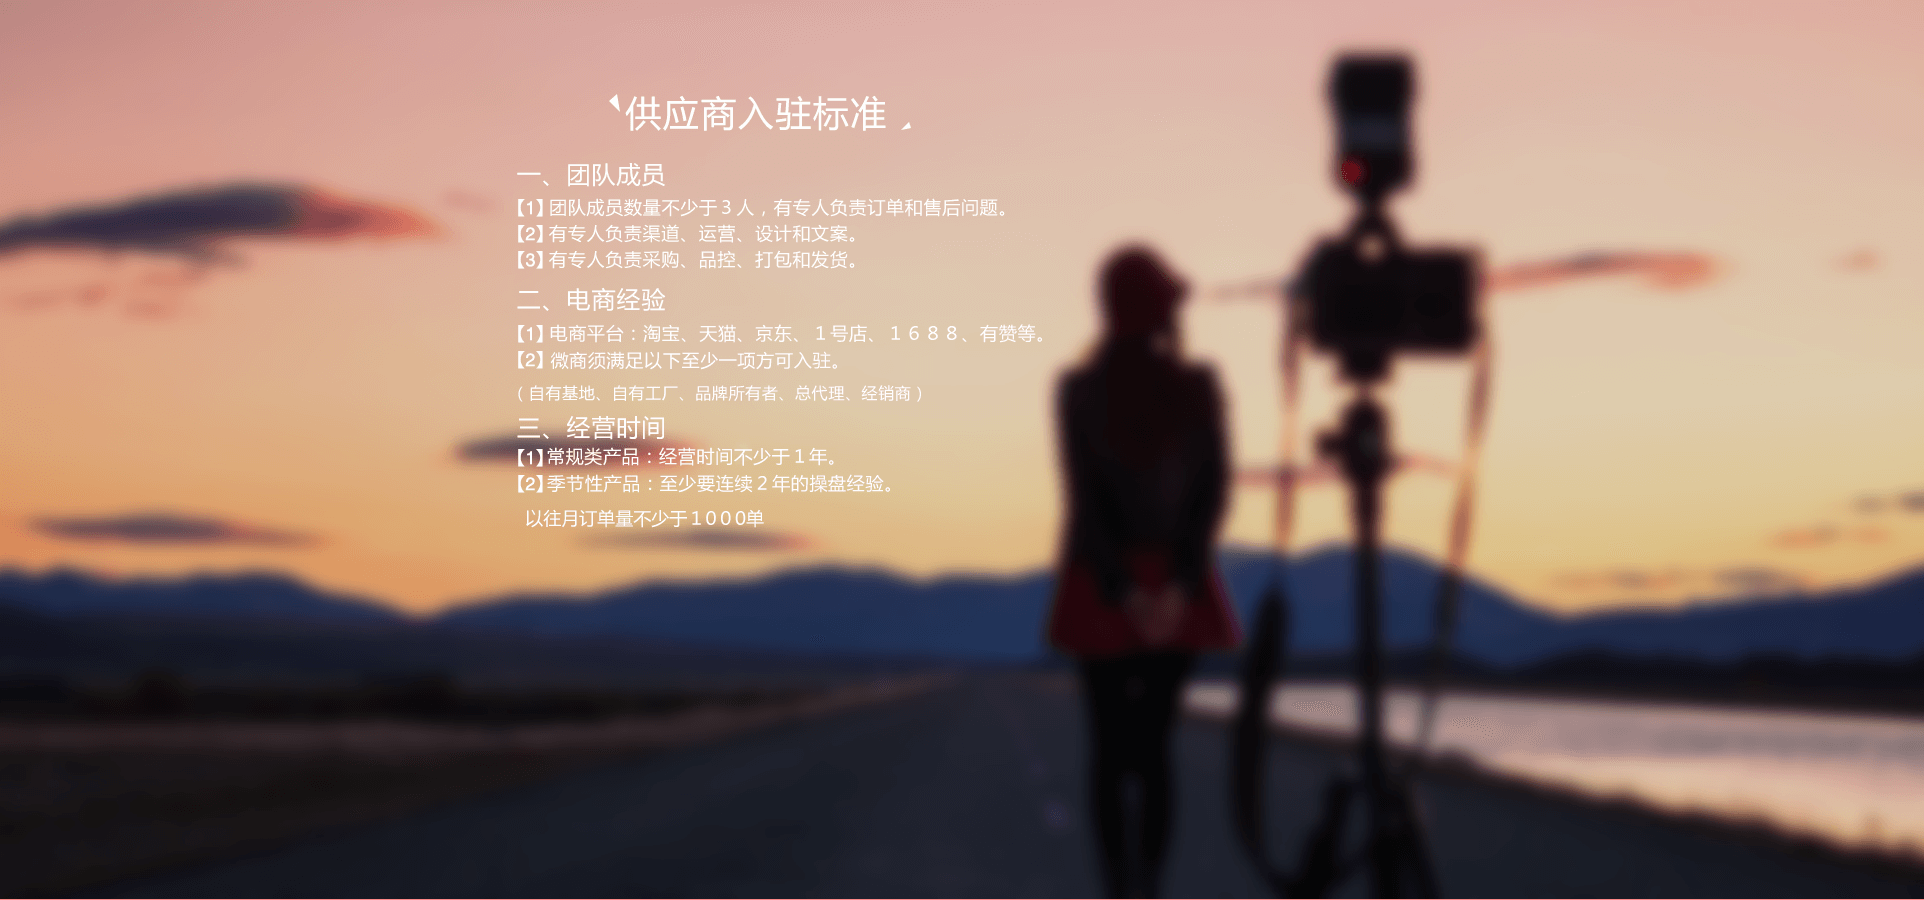 供应商入驻标准
一、团队成员
【1】团队成员数量不少于3人，有专人负责订单和售后问题。
【2】有专人负责渠道、运营、设计和文案。
【3】有专人负责采购、品控、打包和发货。
二、电商经验
【1】电商平台：淘宝、天猫、京东、1号店、1688、有赞等。
【2】微商须满足以下至少一项方可入驻。
（自有基地、自有工厂、品牌所有者、总代理、经销商）
三、经营时间
【1】常规类产品：经营时间不少于1年。
【2】季节性产品：至少要连续2年的操盘经验。
以往月订单量不少于1000单